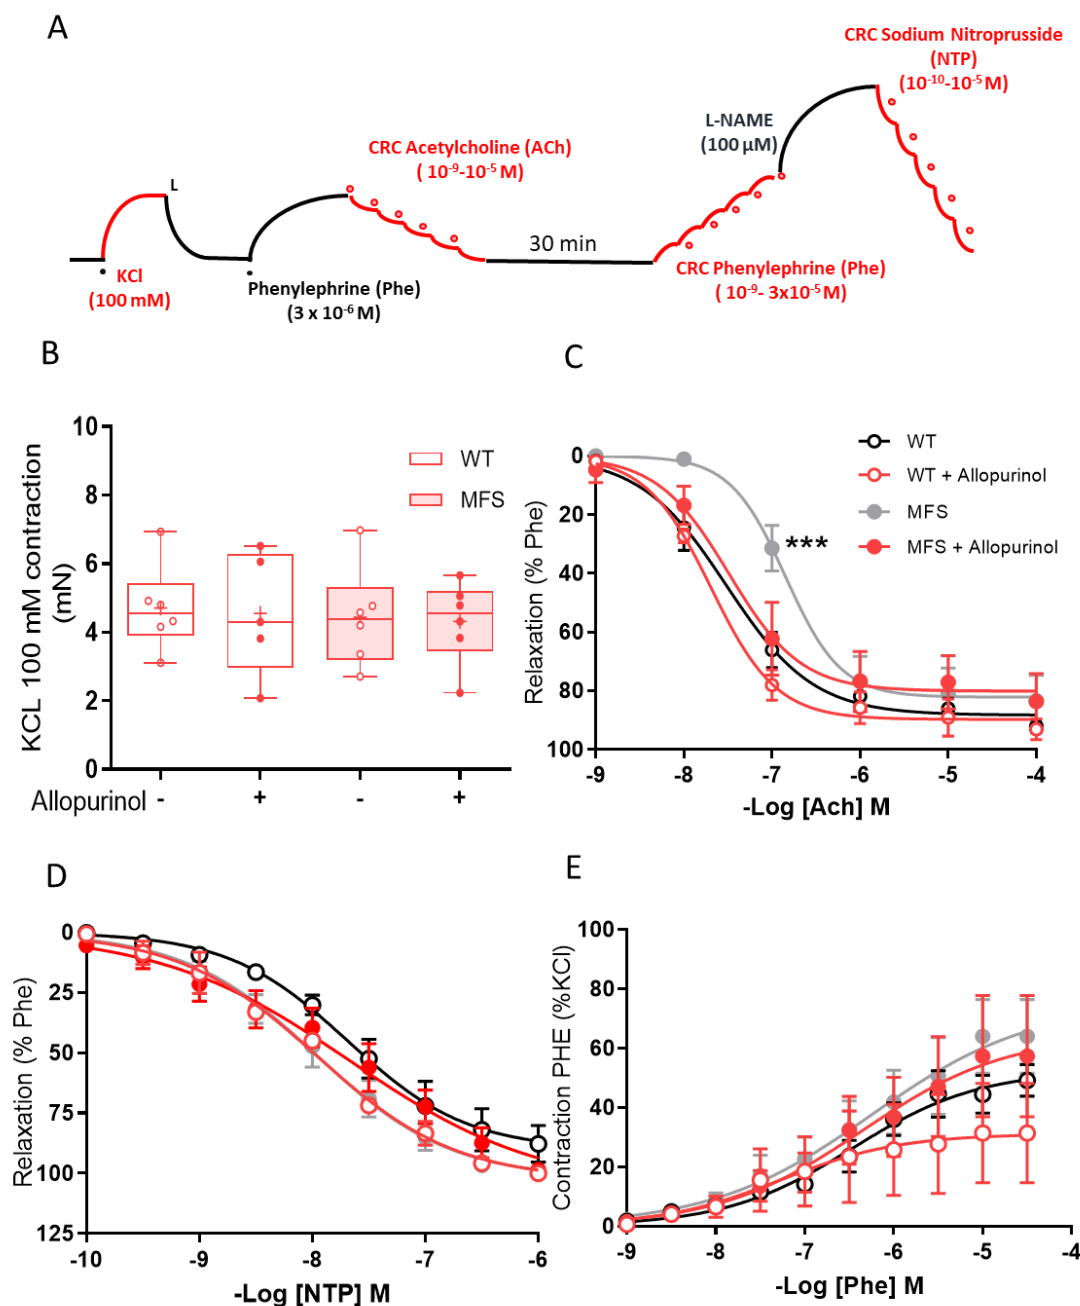 A
CRC Sodium Nitroprusside
(NTP)
(10⁻¹⁰-10⁻⁵ M)
L-NAME
(100 µM)
CRC Acetylcholine (ACh)
( 10⁻⁹-10⁻⁵ M)
L
30 min
KCl
(100 mM)
Phenylephrine (Phe)
(3 x 10⁻⁶ M)
CRC Phenylephrine (Phe)
( 10⁻⁹- 3x10⁻⁵ M)
B
KCL 100 mM contraction
(mN)
10
8
6
4
2
0
WT
MFS
Allopurinol - + - +
C
Relaxation (% Phe)
0
20
40
60
80
100
***
WT
WT + Allopurinol
MFS
MFS + Allopurinol
-9 -8 -7 -6 -5 -4
-Log [Ach] M
D
Relaxation (% Phe)
0
25
50
75
100
125
-10 -9 -8 -7 -6
-Log [NTP] M
E
Contraction PHE (%KCl)
100
80
60
40
20
0
-9 -8 -7 -6 -5 -4
-Log [Phe] M